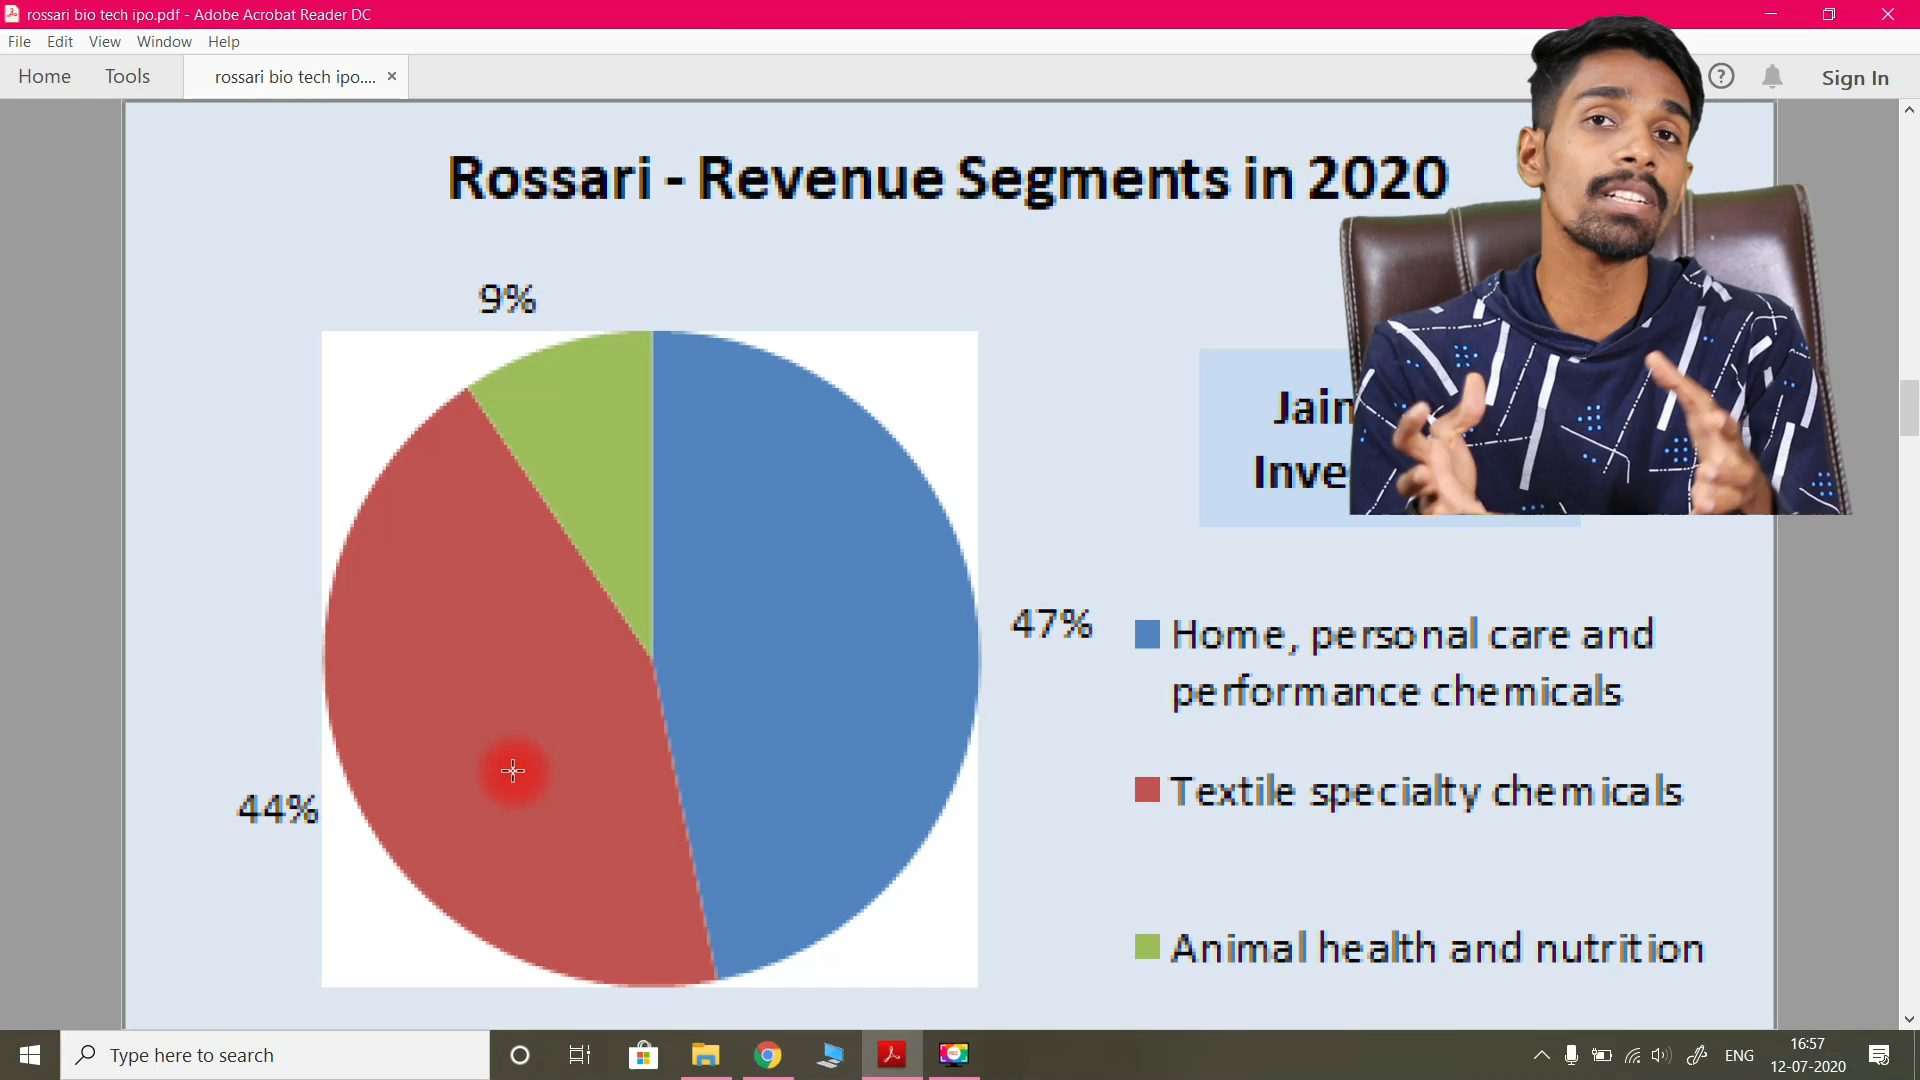 rossari bio tech ipo.pdf - Adobe Acrobat Reader DC
File Edit View Window Help
Home Tools rossari bio tech ipo.... × ? Sign In
Rossari - Revenue Segments in 2020
9%
47%
44%
Home, personal care and
performance chemicals
Textile specialty chemicals
Animal health and nutrition
Type here to search
ENG
16:57
12-07-2020